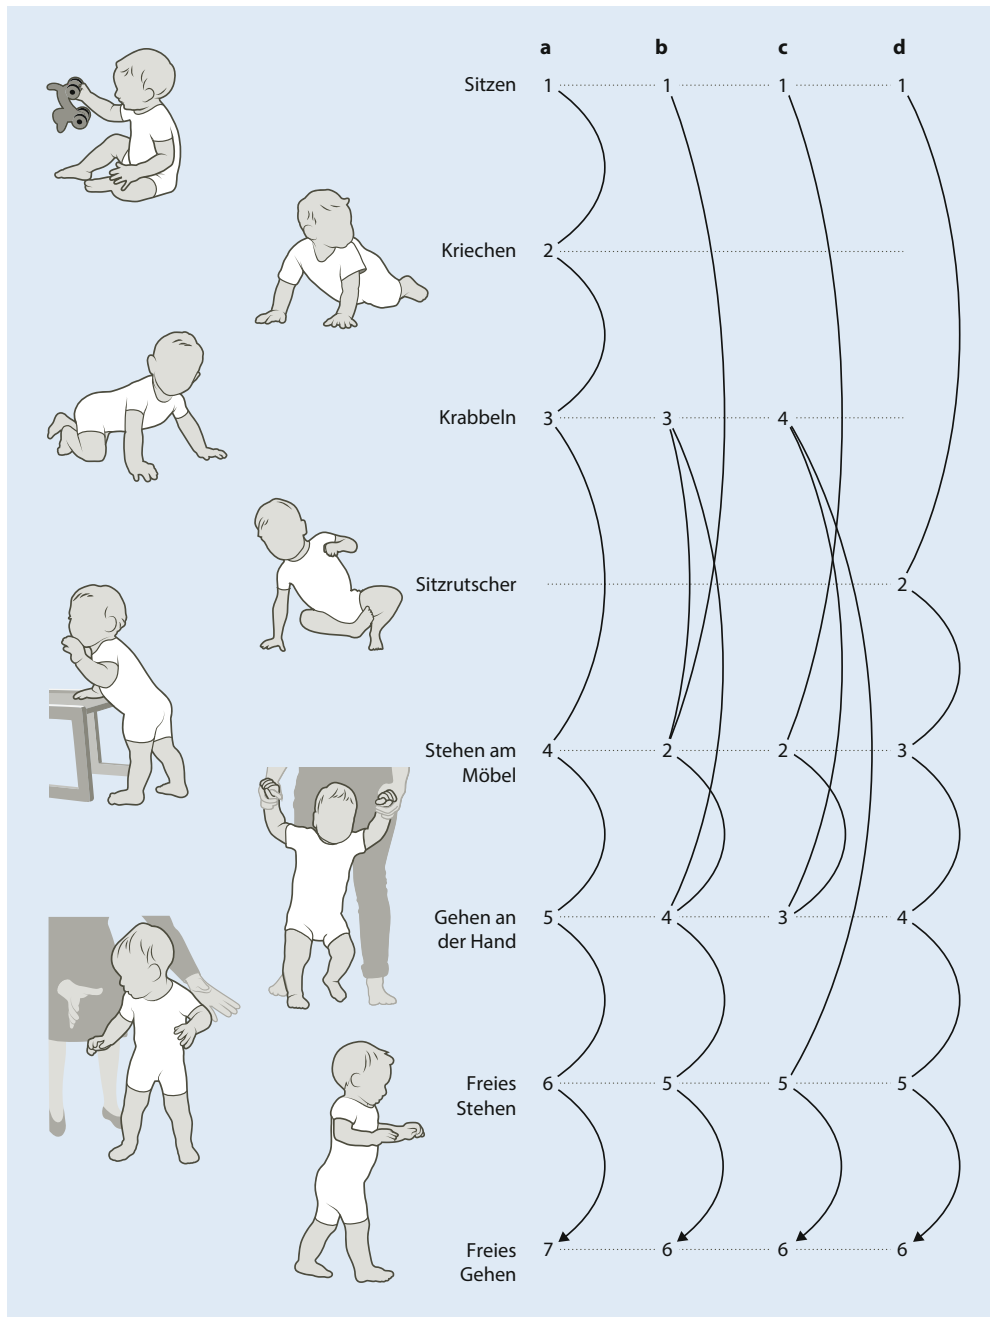 a b c d
Sitzen 1 1 1 1
Kriechen 2
Krabbeln 3 3 4
Sitzrutscher 2
Stehen am 4 2 2 3
Möbel
Gehen an 5 4 3 4
der Hand
Freies 6 5 5 5
Stehen
Freies 7 6 6 6
Gehen